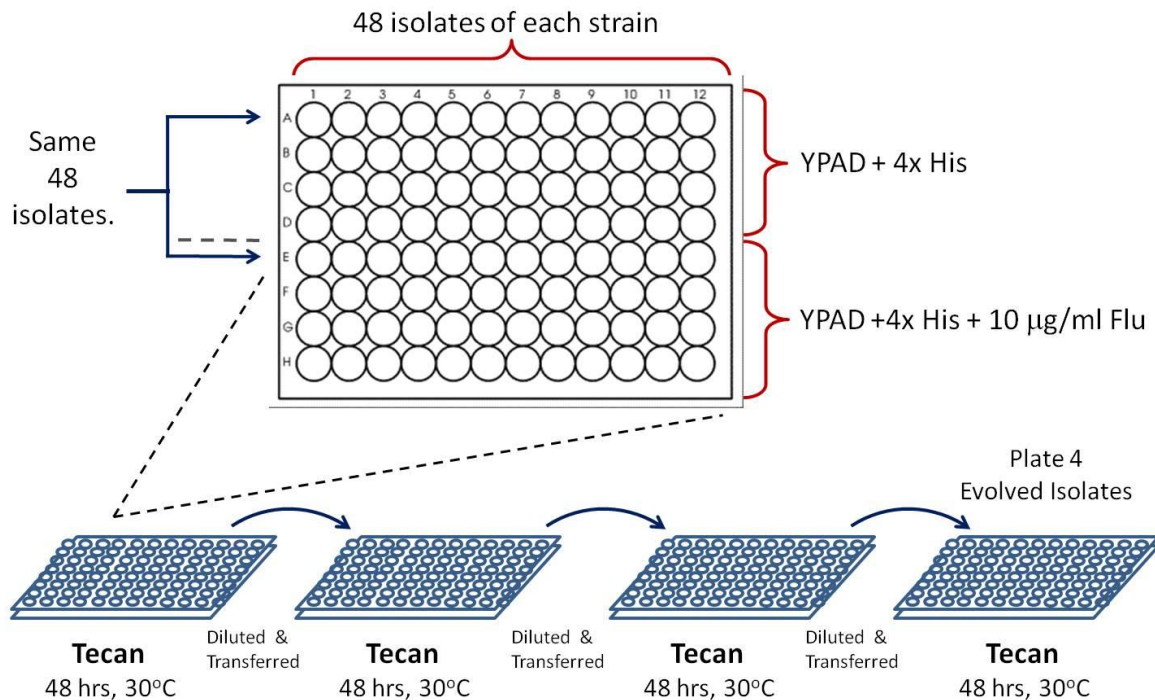 48 isolates of each strain
1 2 3 4 5 6 7 8 9 10 11 12
A
B
C
D
E
F
G
H
Same
48
isolates.
YPAD + 4x His
YPAD +4x His + 10 μg/ml Flu
Plate 4
Evolved Isolates
Tecan
48 hrs, 30°C
Diluted &
Transferred
Tecan
48 hrs, 30°C
Diluted &
Transferred
Tecan
48 hrs, 30°C
Diluted &
Transferred
Tecan
48 hrs, 30°C